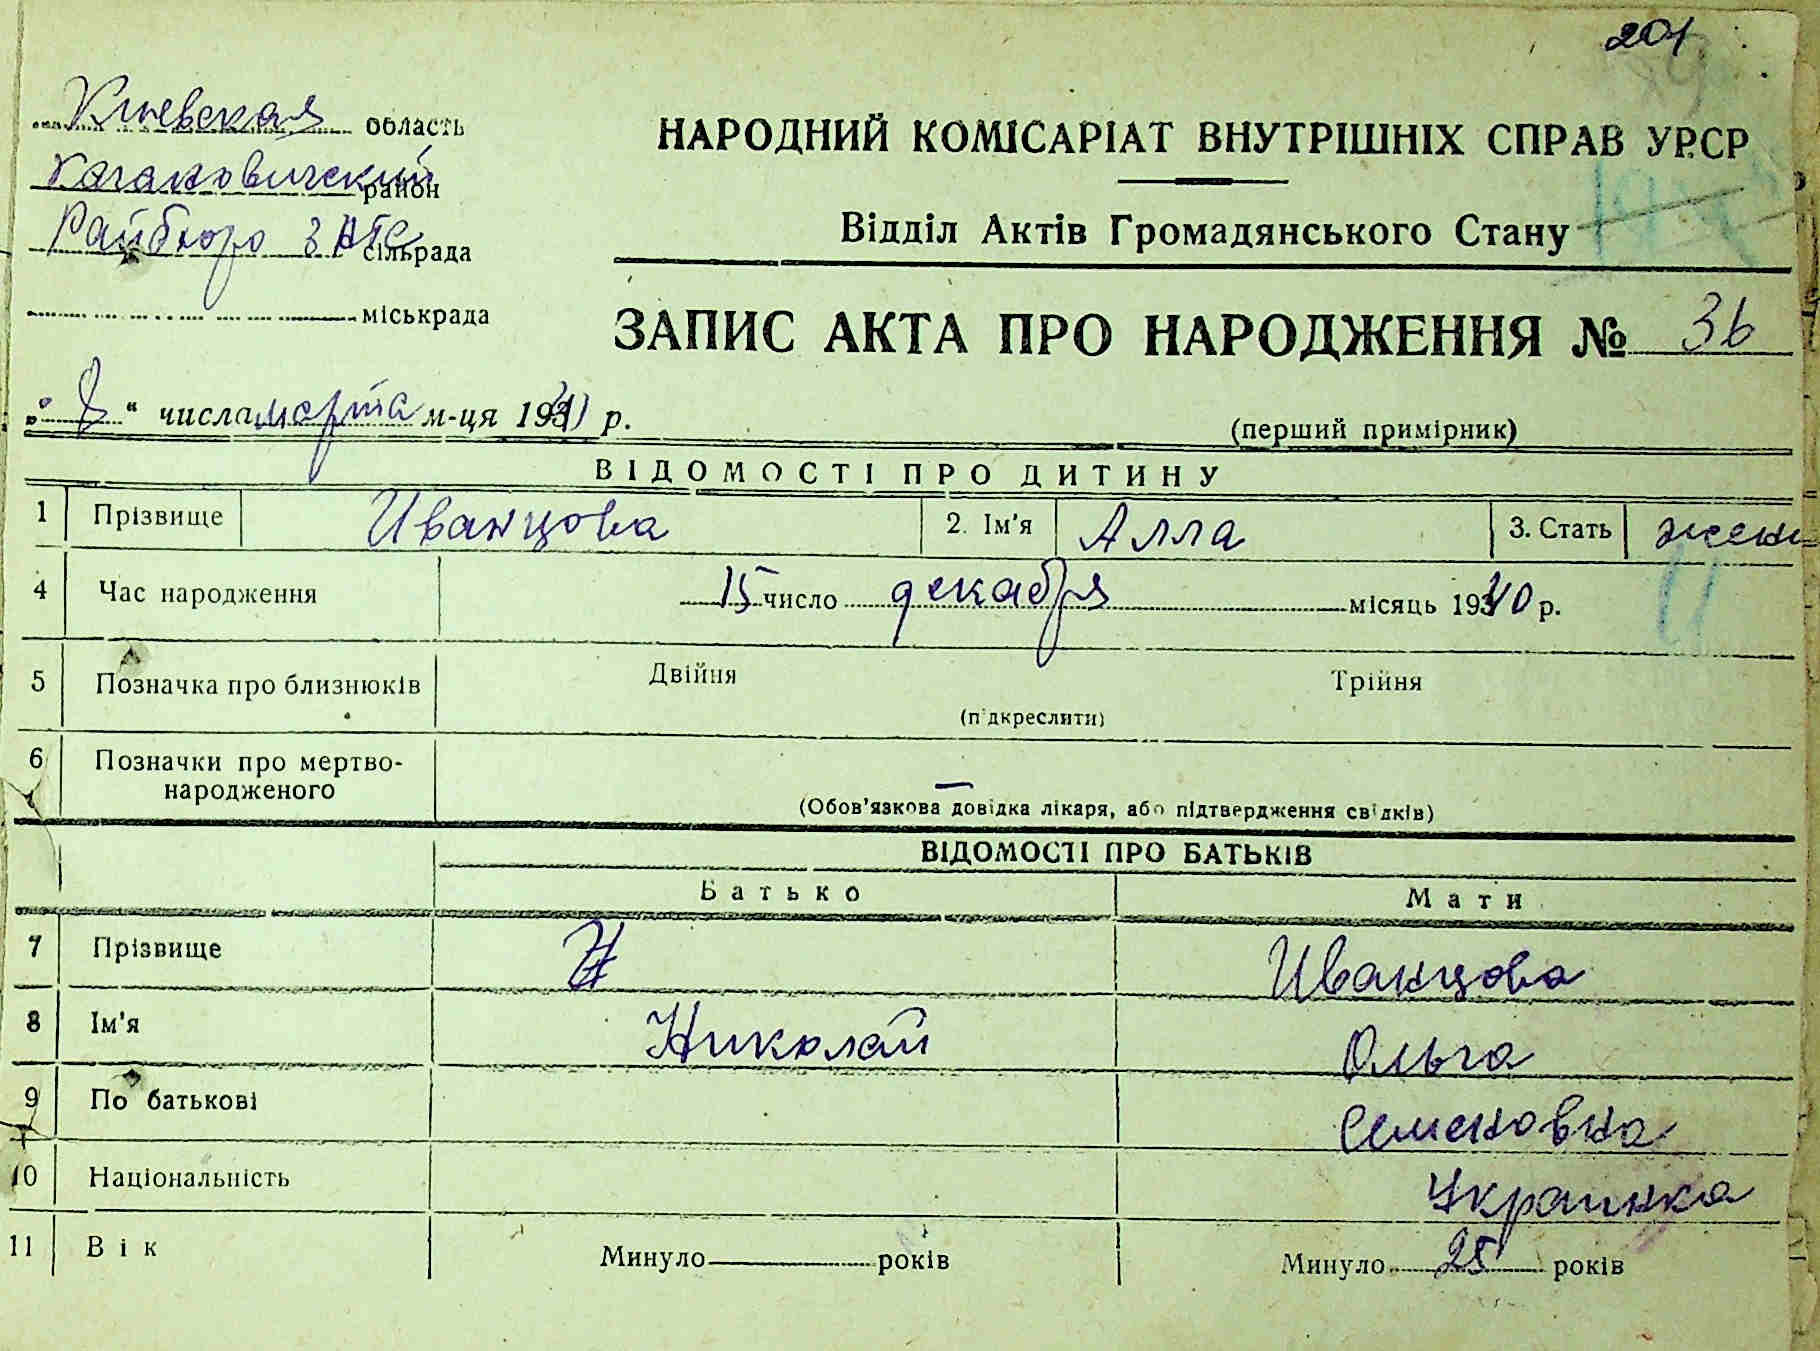 201
Киевская область
Кагановичский район
Райбюро ЗАГС сільрада
міськрада
НАРОДНИЙ КОМІСАРІАТ ВНУТРІШНІХ СПРАВ УРСР
Відділ Актів Громадянського Стану
ЗАПИС АКТА ПРО НАРОДЖЕННЯ № 36
„8“ числа марта м-ця 1941 р.
(перший примірник)
ВІДОМОСТІ ПРО ДИТИНУ
1 Прізвище Иванцова 2. Ім'я Алла 3. Стать жен
4 Час народження 15 число декабря місяць 1940 р.
5 Позначка про близнюків Двійня Трійня
(підкреслити)
6 Позначки про мертво-
народженого
(Обов'язкова довідка лікаря, або підтвердження свідків)
ВІДОМОСТІ ПРО БАТЬКІВ
Батько Мати
7 Прізвище Иванцова
8 Ім'я Николай Ольга
9 По батькові Семеновна
10 Національність Украинка
11 Вік Минуло років Минуло 25 років